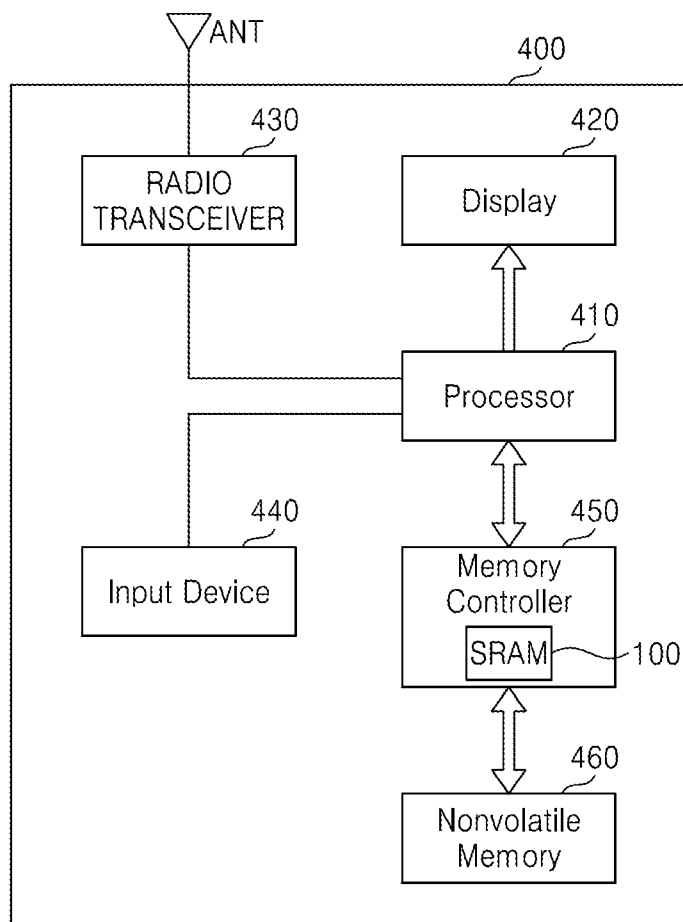 ANT
400
430
420
RADIO
TRANSCEIVER
Display
410
Processor
440
450
Input Device
Memory
Controller
SRAM
100
460
Nonvolatile
Memory